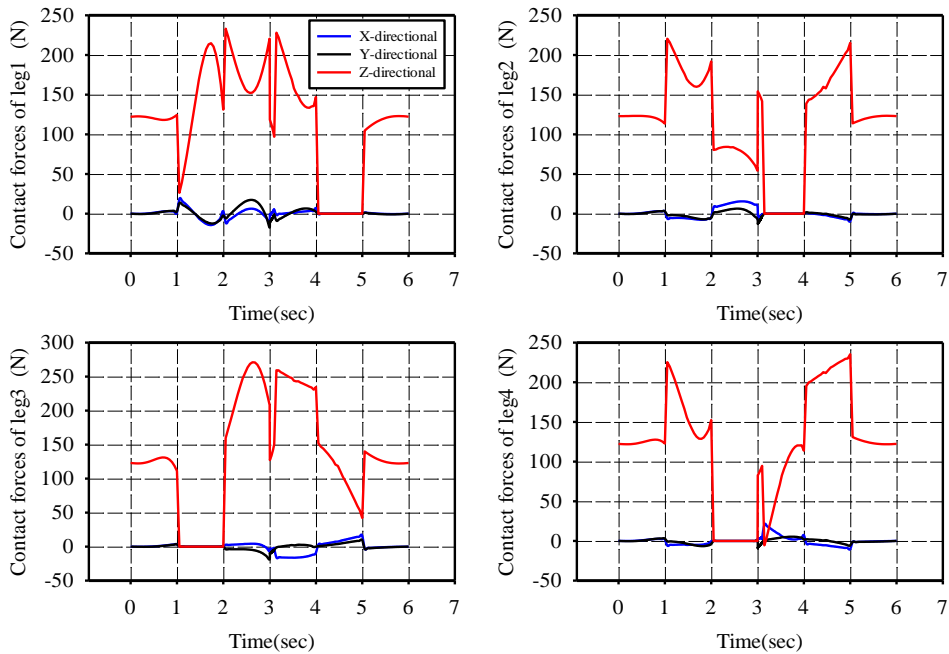 Contact forces of leg1 (N)
250
200
150
100
50
0
-50
X-directional
Y-directional
Z-directional
0 1 2 3 4 5 6 7
Time(sec)
Contact forces of leg2 (N)
250
200
150
100
50
0
-50
0 1 2 3 4 5 6 7
Time(sec)
Contact forces of leg3 (N)
300
250
200
150
100
50
0
-50
0 1 2 3 4 5 6 7
Time(sec)
Contact forces of leg4 (N)
250
200
150
100
50
0
-50
0 1 2 3 4 5 6 7
Time(sec)